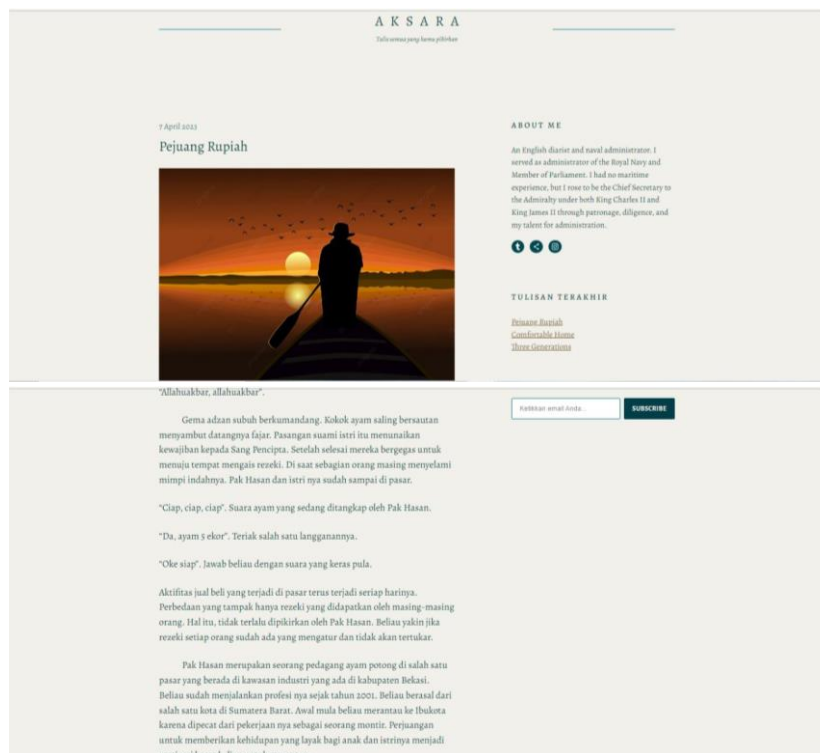 AKSARA
Tulis semua yang kamu pikirkan
7 April 2023
Pejuang Rupiah
"Allahuakbar, allahuakbar".
Gema adzan subuh berkumandang. Kokok ayam saling bersautan
menyambut datangnya fajar. Pasangan suami istri itu menunaikan
kewajiban kepada Sang Pencipta. Setelah selesai mereka bergegas untuk
menuju tempat mengais rezeki. Di saat sebagian orang masing menyelami
mimpi indahnya. Pak Hasan dan istri nya sudah sampai di pasar.
"Ciap, ciap, ciap". Suara ayam yang sedang ditangkap oleh Pak Hasan.
"Da, ayam 5 ekor". Teriak salah satu langganannya.
"Oke siap". Jawab beliau dengan suara yang keras pula.
Aktifitas jual beli yang terjadi di pasar terus terjadi seriap harinya.
Perbedaan yang tampak hanya rezeki yang didapatkan oleh masing-masing
orang. Hal itu, tidak terlalu dipikirkan oleh Pak Hasan. Beliau yakin jika
rezeki setiap orang sudah ada yang mengatur dan tidak akan tertukar.
Pak Hasan merupakan seorang pedagang ayam potong di salah satu
pasar yang berada di kawasan industri yang ada di kabupaten Bekasi.
Beliau sudah menjalankan profesi nya sejak tahun 2001. Beliau berasal dari
salah satu kota di Sumatera Barat. Awal mula beliau merantau ke Ibukota
karena dipecat dari pekerjaan nya sebagai seorang montir. Perjuangan
untuk memberikan kehidupan yang layak bagi anak dan istrinya menjadi
ABOUT ME
An English diarist and naval administrator. I
served as administrator of the Royal Navy and
Member of Parliament. I had no maritime
experience, but I rose to be the Chief Secretary to
the Admiralty under both King Charles II and
King James II through patronage, diligence, and
my talent for administration.
TULISAN TERAKHIR
Pejuang Rupiah
Comfortable Home
Three Generations
Ketikkan email Anda...
SUBSCRIBE